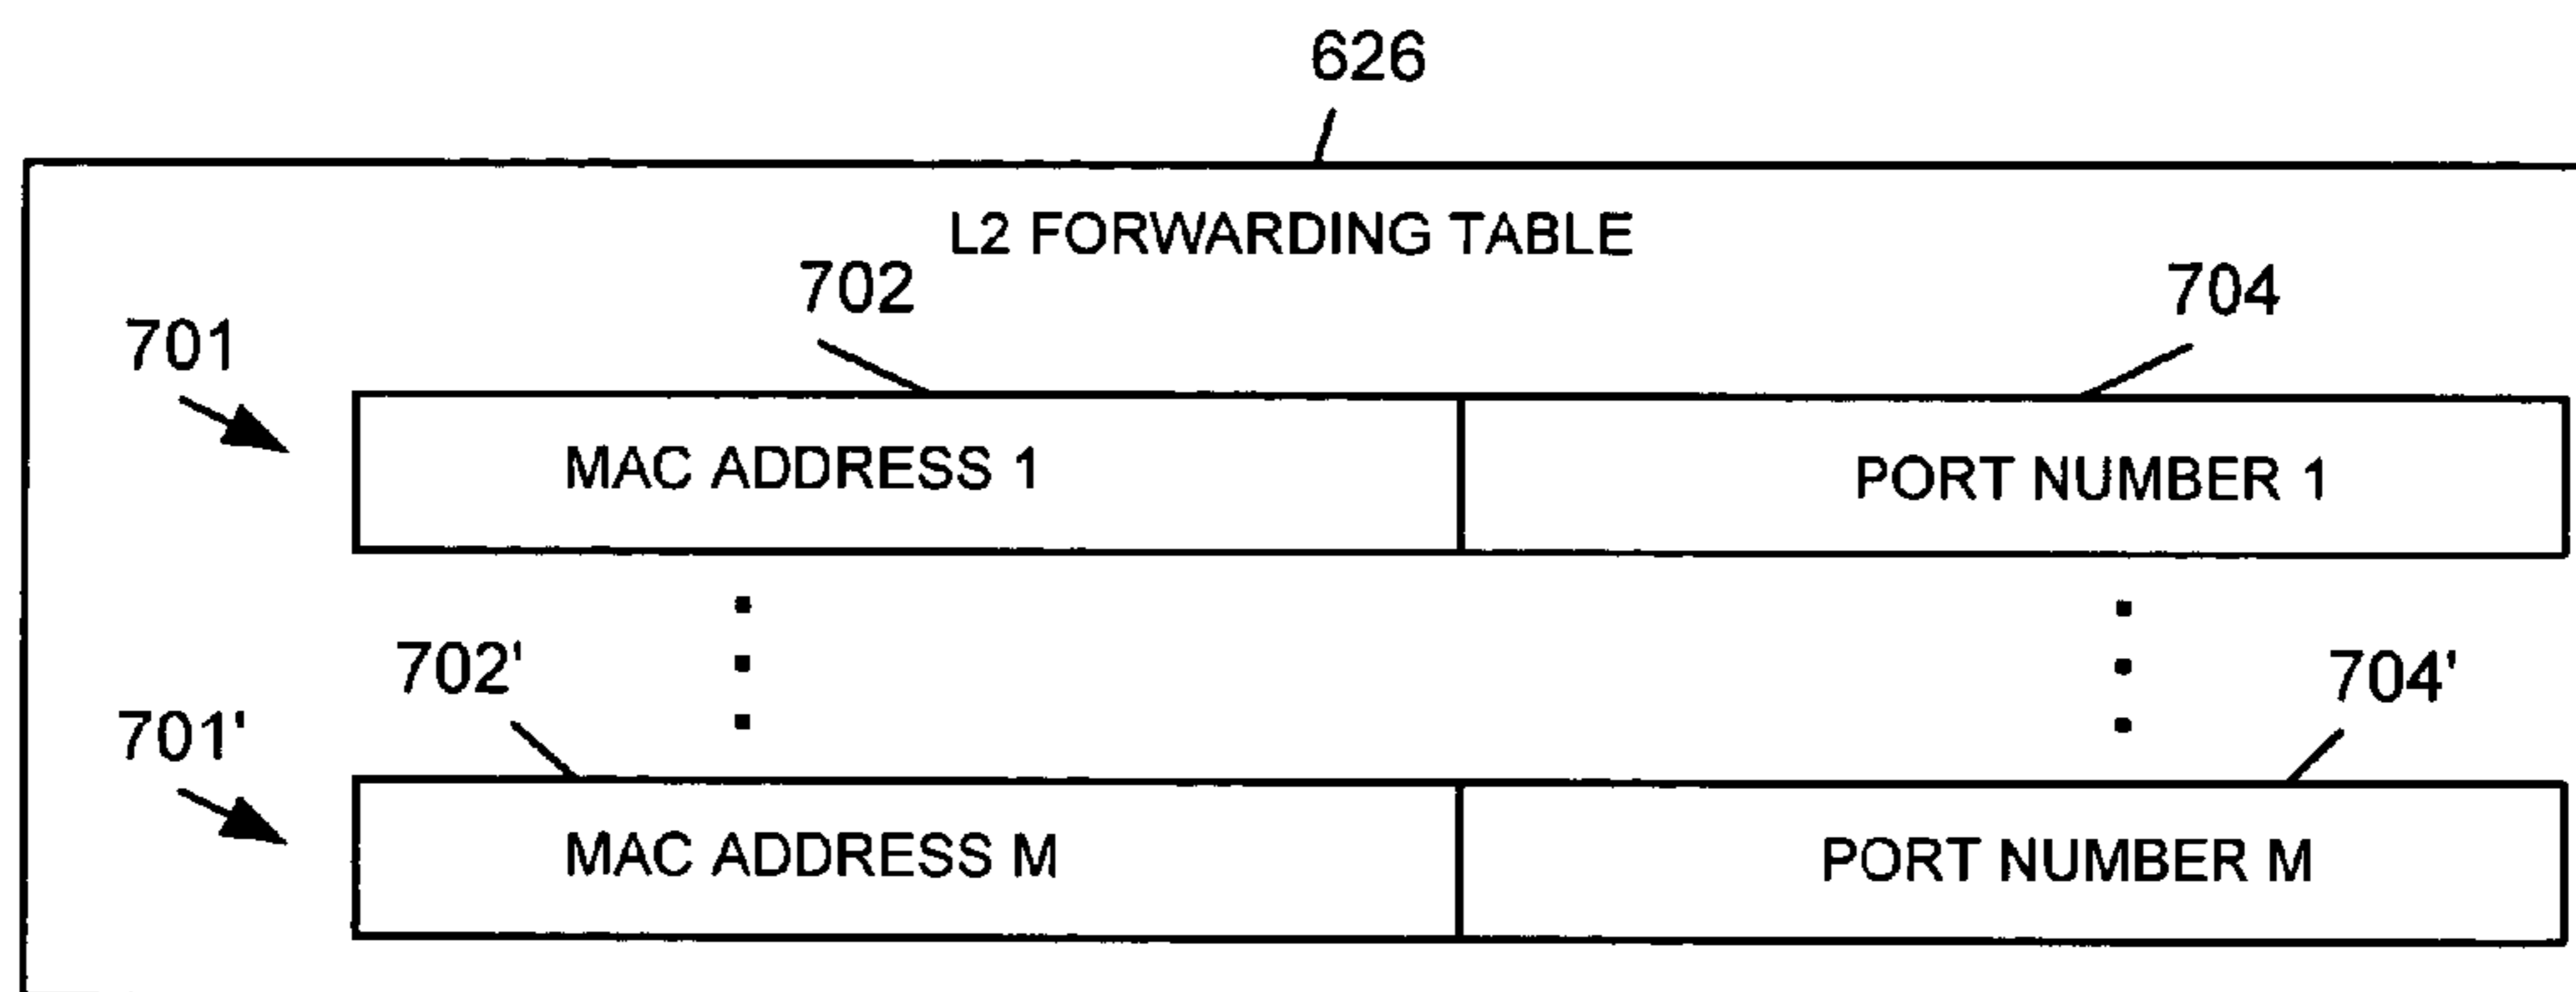 626
L2 FORWARDING TABLE
702
704
701
MAC ADDRESS 1
PORT NUMBER 1
702'
704'
701'
MAC ADDRESS M
PORT NUMBER M